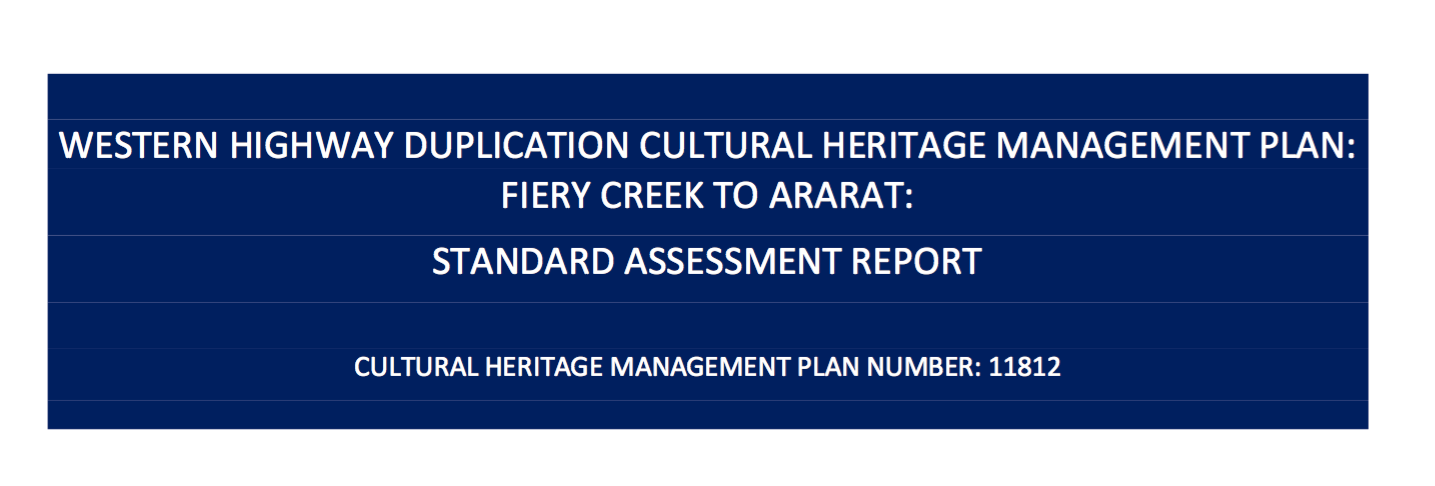 WESTERN HIGHWAY DUPLICATION CULTURAL HERITAGE MANAGEMENT PLAN:
FIERY CREEK TO ARARAT:
STANDARD ASSESSMENT REPORT
CULTURAL HERITAGE MANAGEMENT PLAN NUMBER: 11812